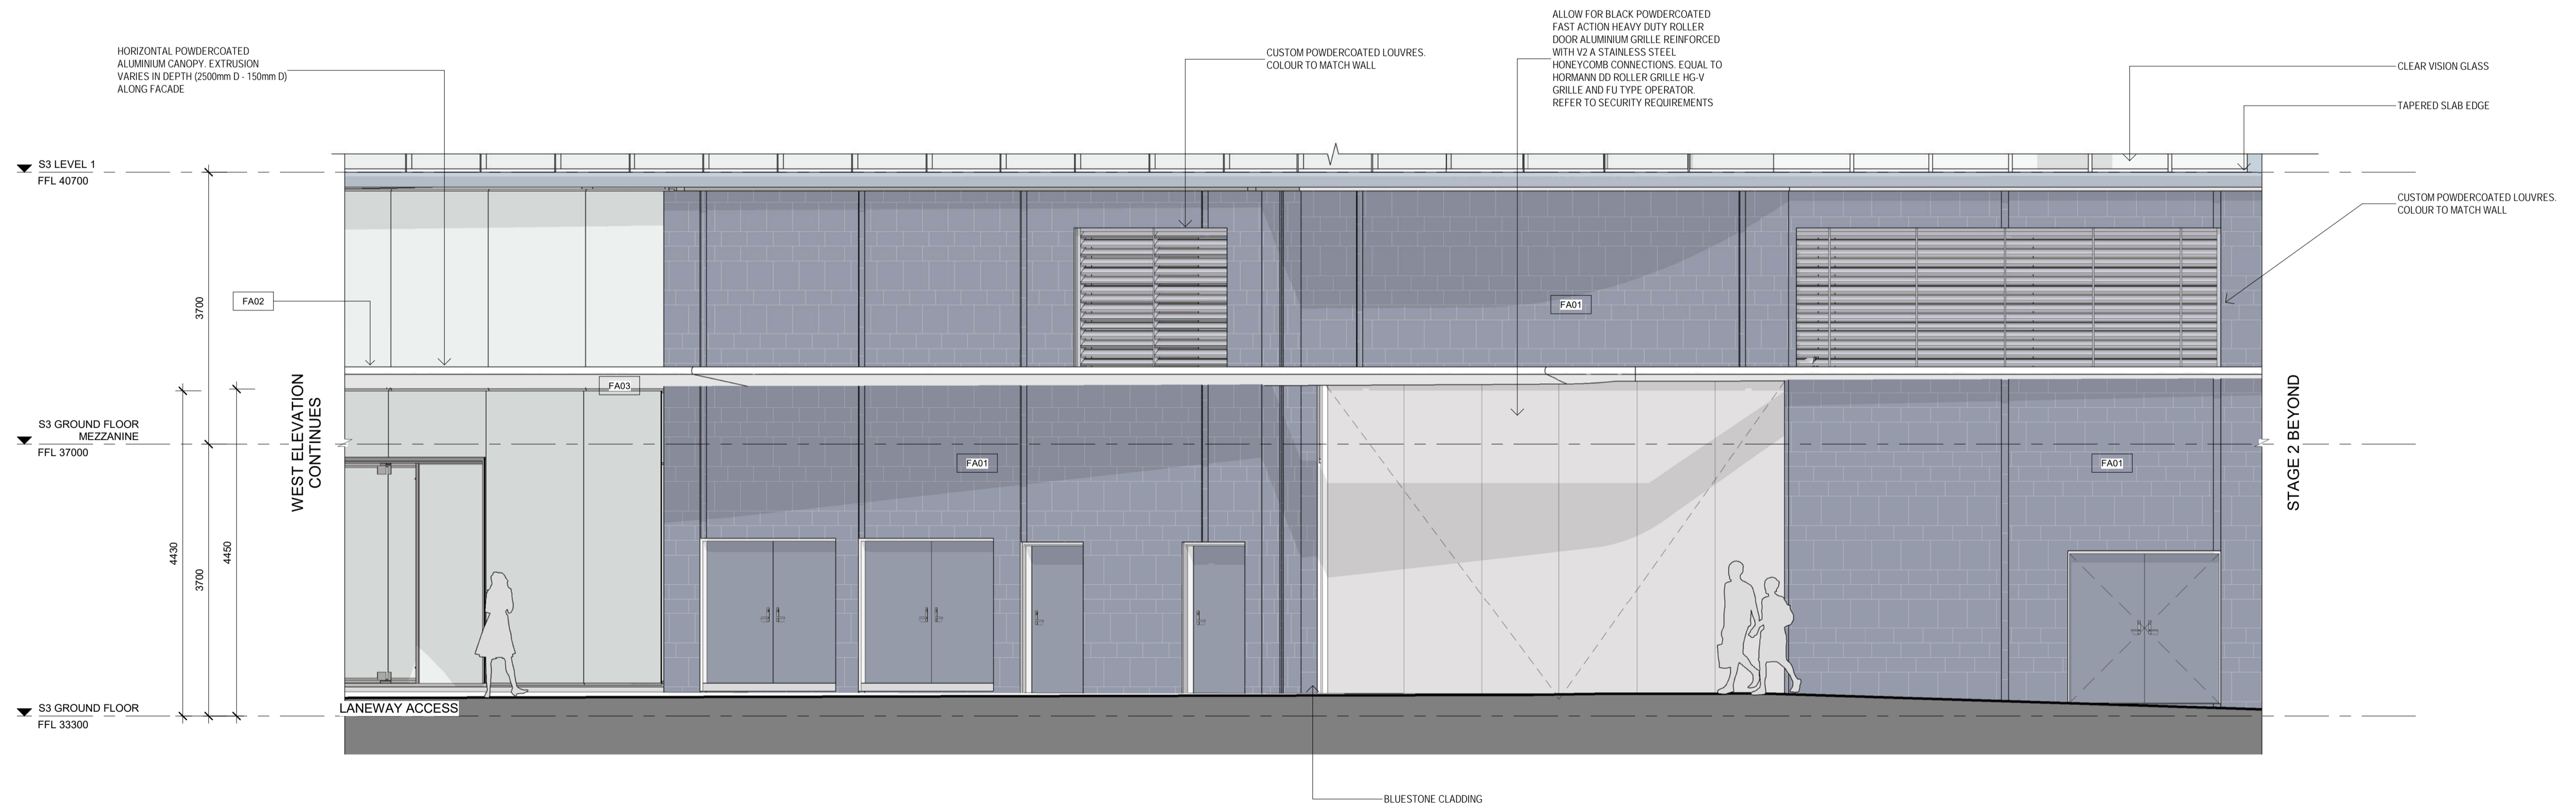 HORIZONTAL POWDERCOATED
ALUMINIUM CANOPY. EXTRUSION
VARIES IN DEPTH (2500mm D - 150mm D)
ALONG FACADE
CUSTOM POWDERCOATED LOUVRES.
COLOUR TO MATCH WALL
ALLOW FOR BLACK POWDERCOATED
FAST ACTION HEAVY DUTY ROLLER
DOOR ALUMINIUM GRILLE REINFORCED
WITH V2 A STAINLESS STEEL
HONEYCOMB CONNECTIONS. EQUAL TO
HORMANN DD ROLLER GRILLE HG-V
GRILLE AND FU TYPE OPERATOR.
REFER TO SECURITY REQUIREMENTS
CLEAR VISION GLASS
TAPERED SLAB EDGE
CUSTOM POWDERCOATED LOUVRES.
COLOUR TO MATCH WALL
S3 LEVEL 1
FFL 40700
3700
FA02
FA01
FA03
WEST ELEVATION
CONTINUES
STAGE 2 BEYOND
S3 GROUND FLOOR
MEZZANINE
FFL 37000
FA01
FA01
4430
3700
4450
S3 GROUND FLOOR
FFL 33300
LANEWAY ACCESS
BLUESTONE CLADDING